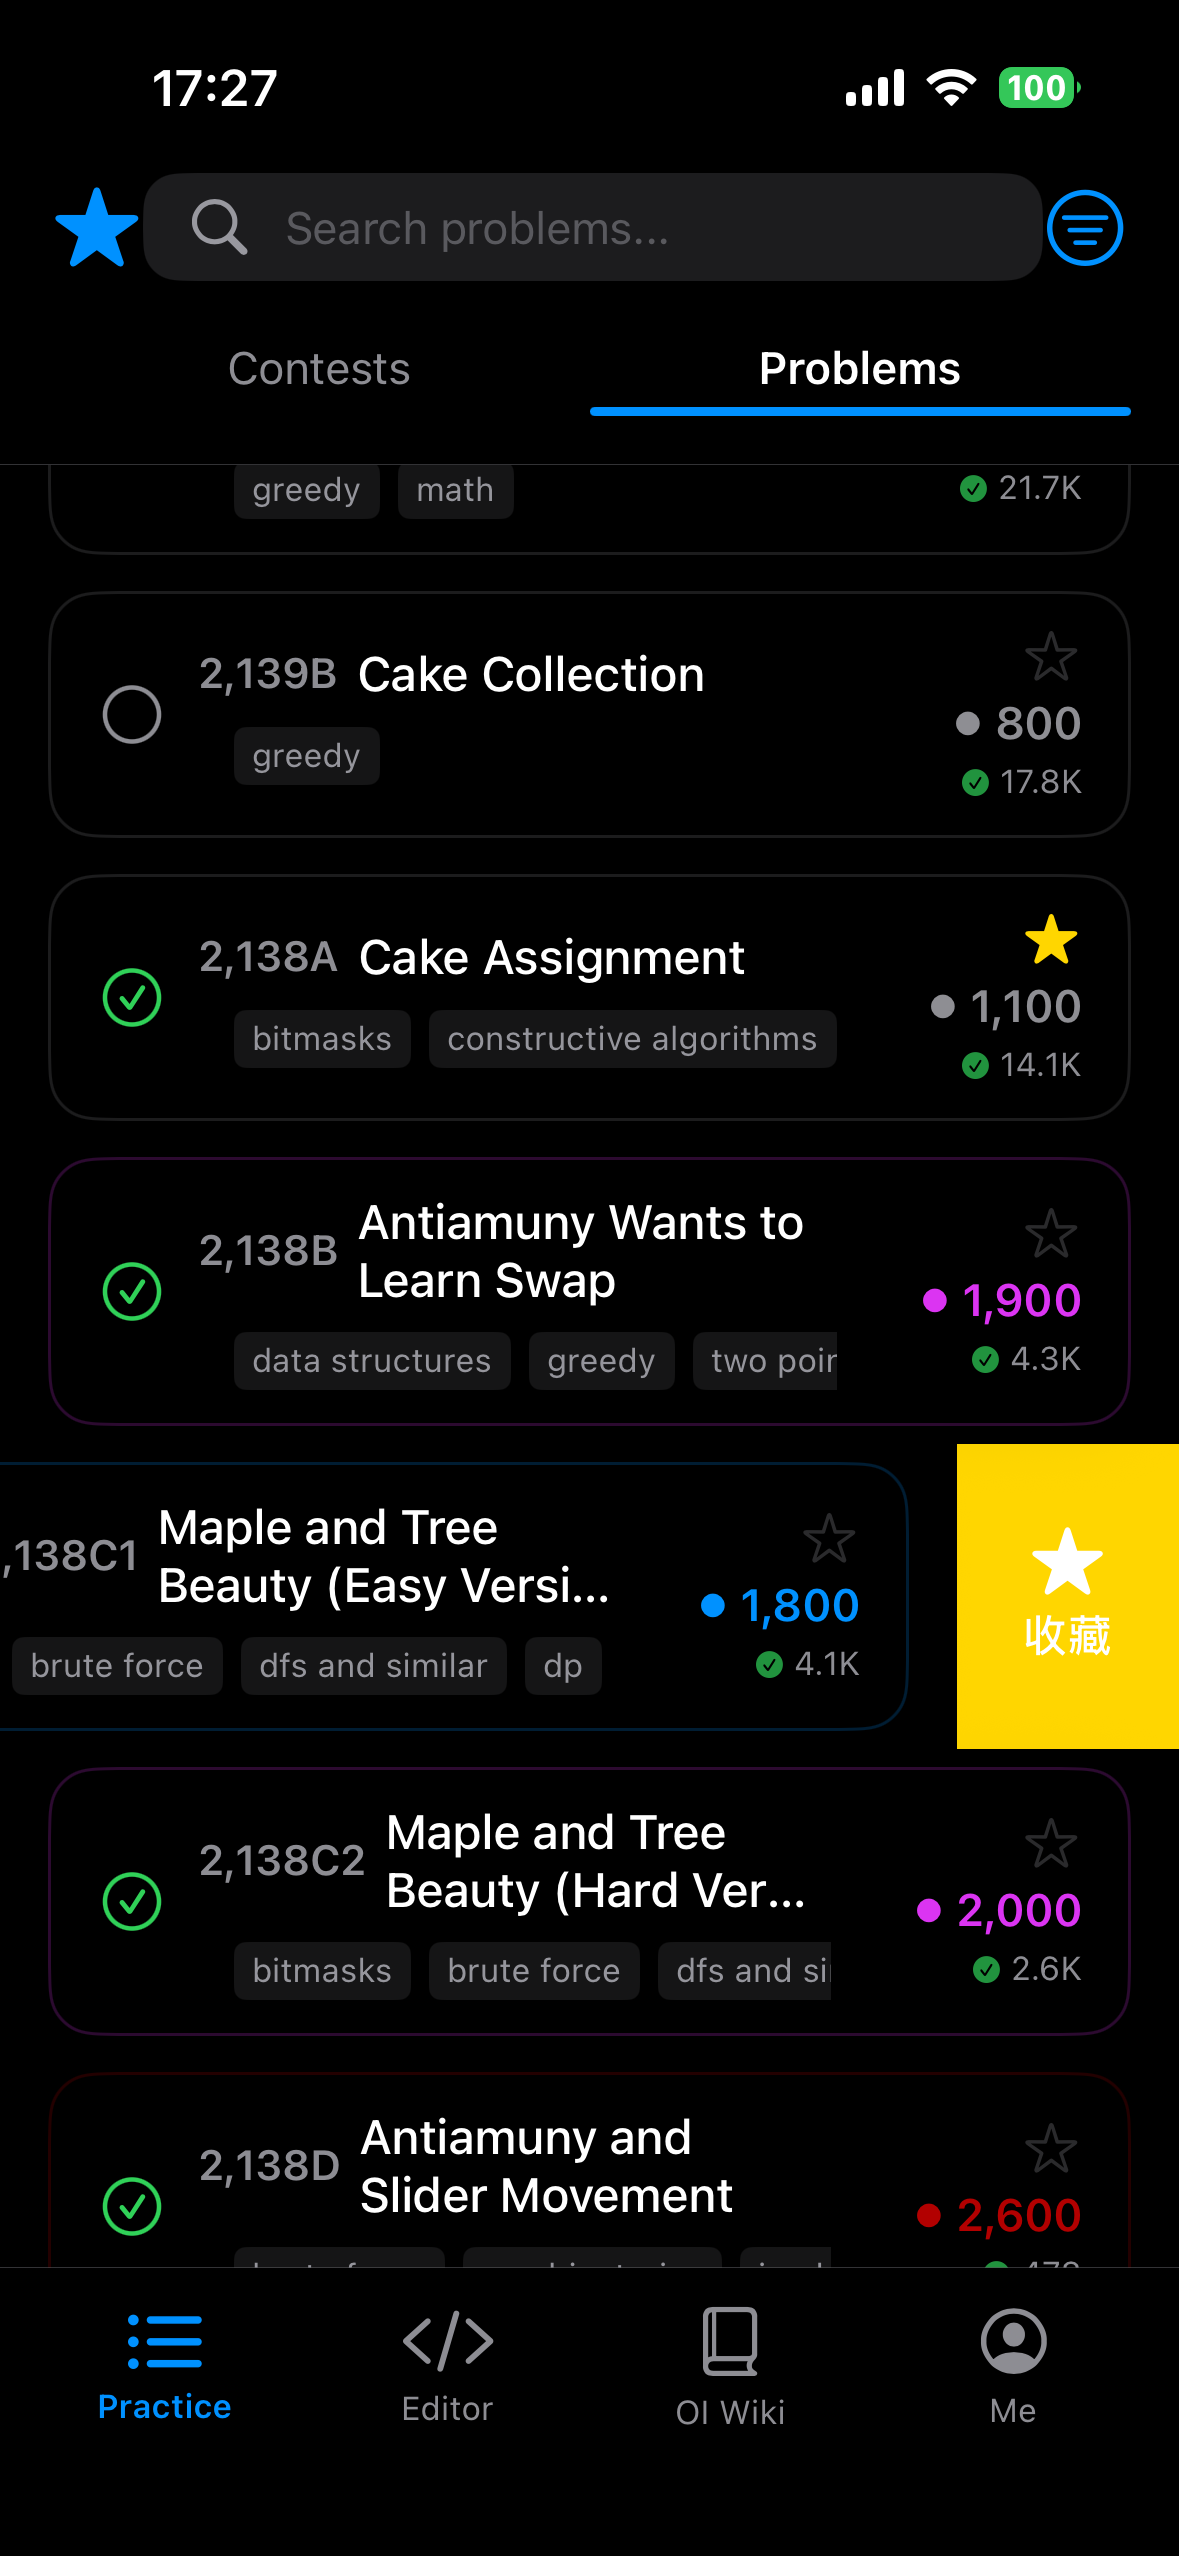 17:27
100
Search problems...
Contests
Problems
greedy
math
21.7K
2,139B
Cake Collection
800
greedy
17.8K
2,138A
Cake Assignment
1,100
bitmasks
constructive algorithms
14.1K
2,138B
Antiamuny Wants to
Learn Swap
1,900
data structures
greedy
two poin
4.3K
,138C1
Maple and Tree
Beauty (Easy Versi...
1,800
brute force
dfs and similar
dp
4.1K
收藏
2,138C2
Maple and Tree
Beauty (Hard Ver...
2,000
bitmasks
brute force
dfs and si
2.6K
2,138D
Antiamuny and
Slider Movement
2,600
Practice
Editor
OI Wiki
Me